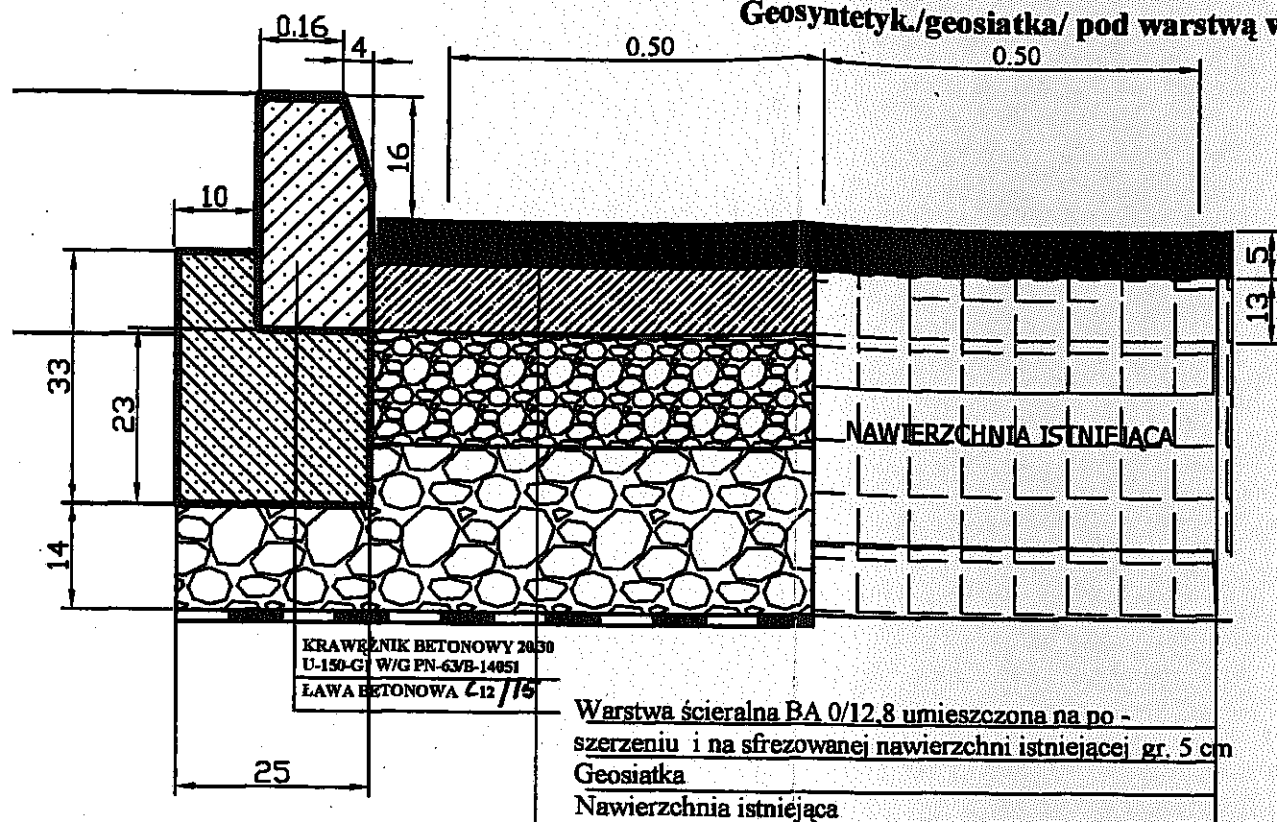 Geosyntetyk./geosiatka/ pod warstwą w
0.16
4
0.50
0.50
16
10
5
13
33
23
NAWIERZCHNIA ISTNIEJĄCA
14
KRAWĘŻNIK BETONOWY 20.30
U-150-GI W/G PN-63/B-14051
ŁAWA BETONOWA C12/15
Warstwa ścieralna BA 0/12,8 umieszczona na po -
szerzeniu i na sfrezowanej nawierzchni istniejącej gr. 5 cm
25
Geosiatka
Nawierzchnia istniejąca